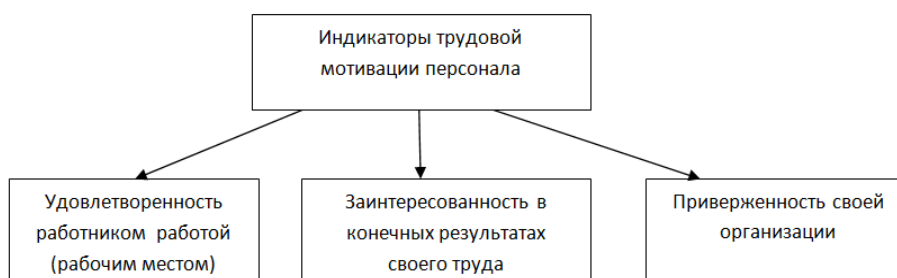 Индикаторы трудовой
мотивации персонала
Удовлетворенность
работником работой
(рабочим местом)
Заинтересованность в
конечных результатах
своего труда
Приверженность своей
организации